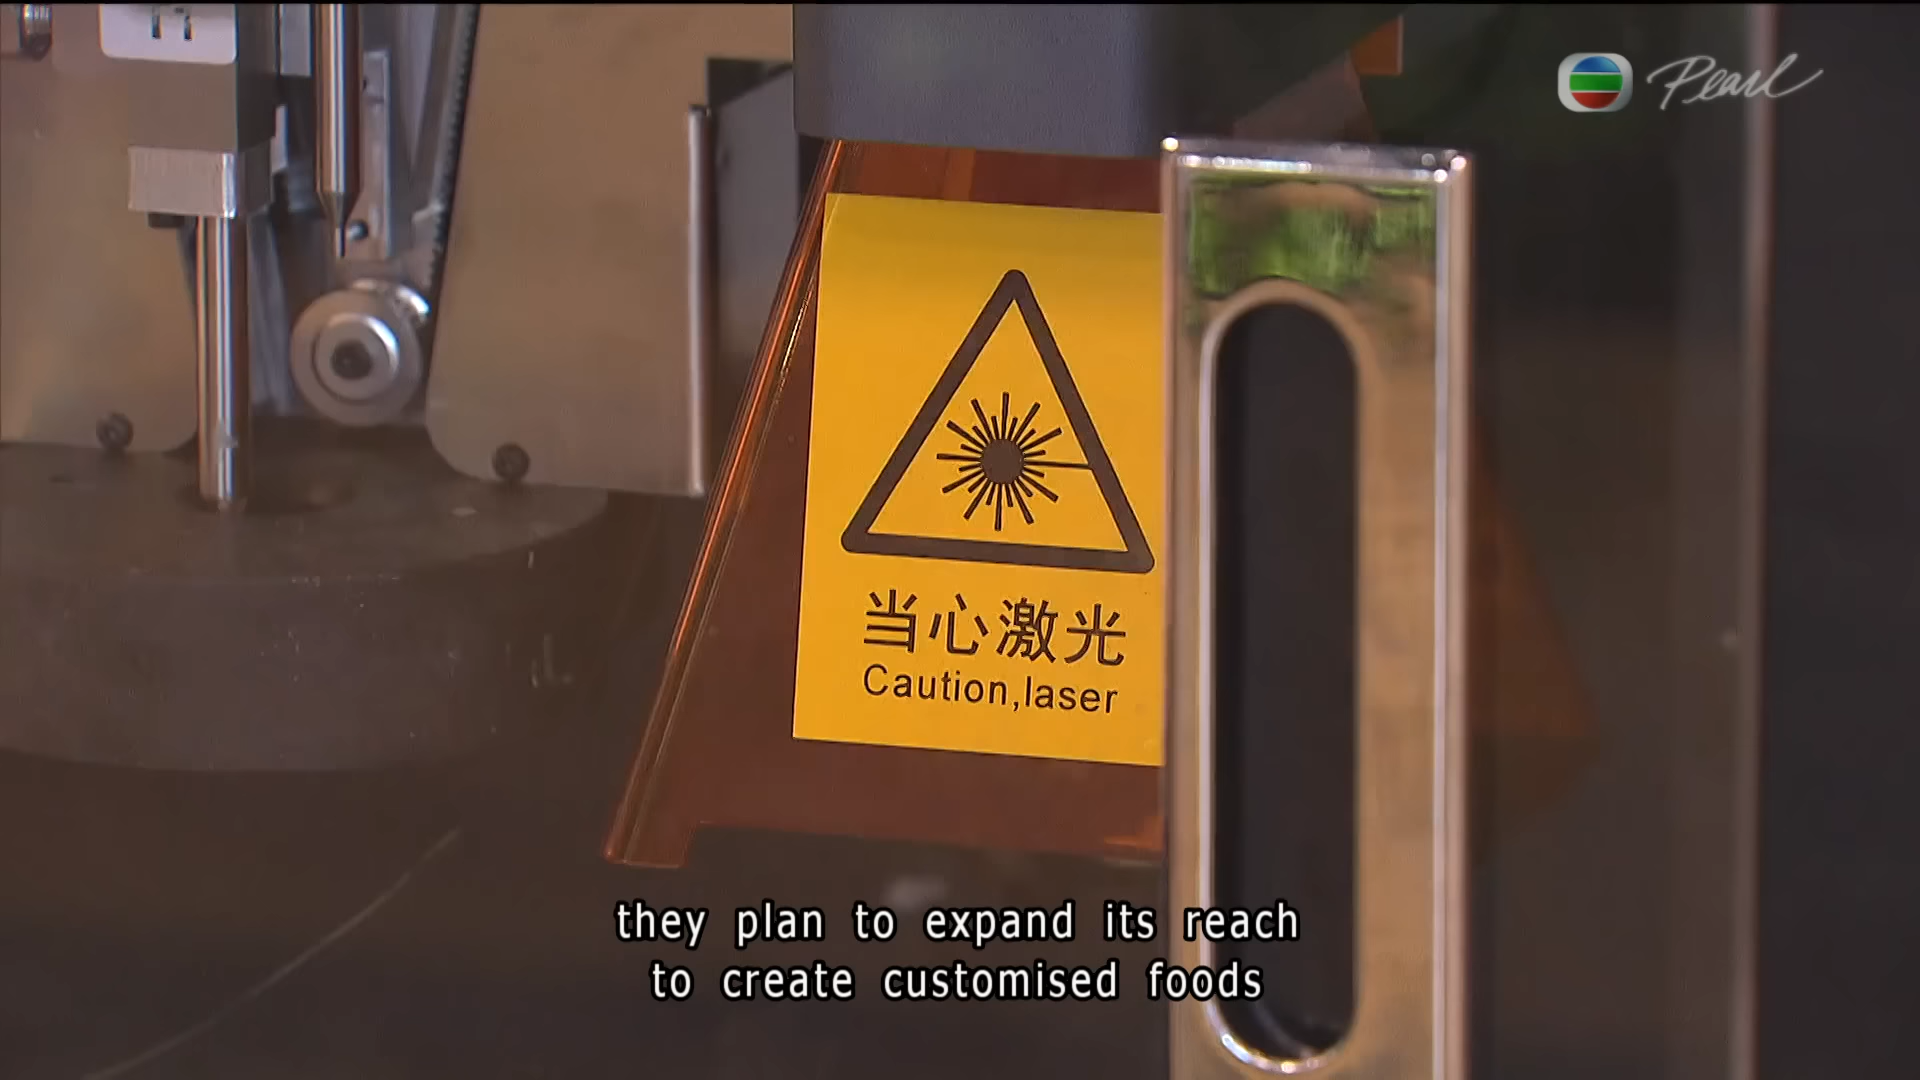 Pearl
当心激光
Caution,laser
they plan to expand its reach
to create customised foods